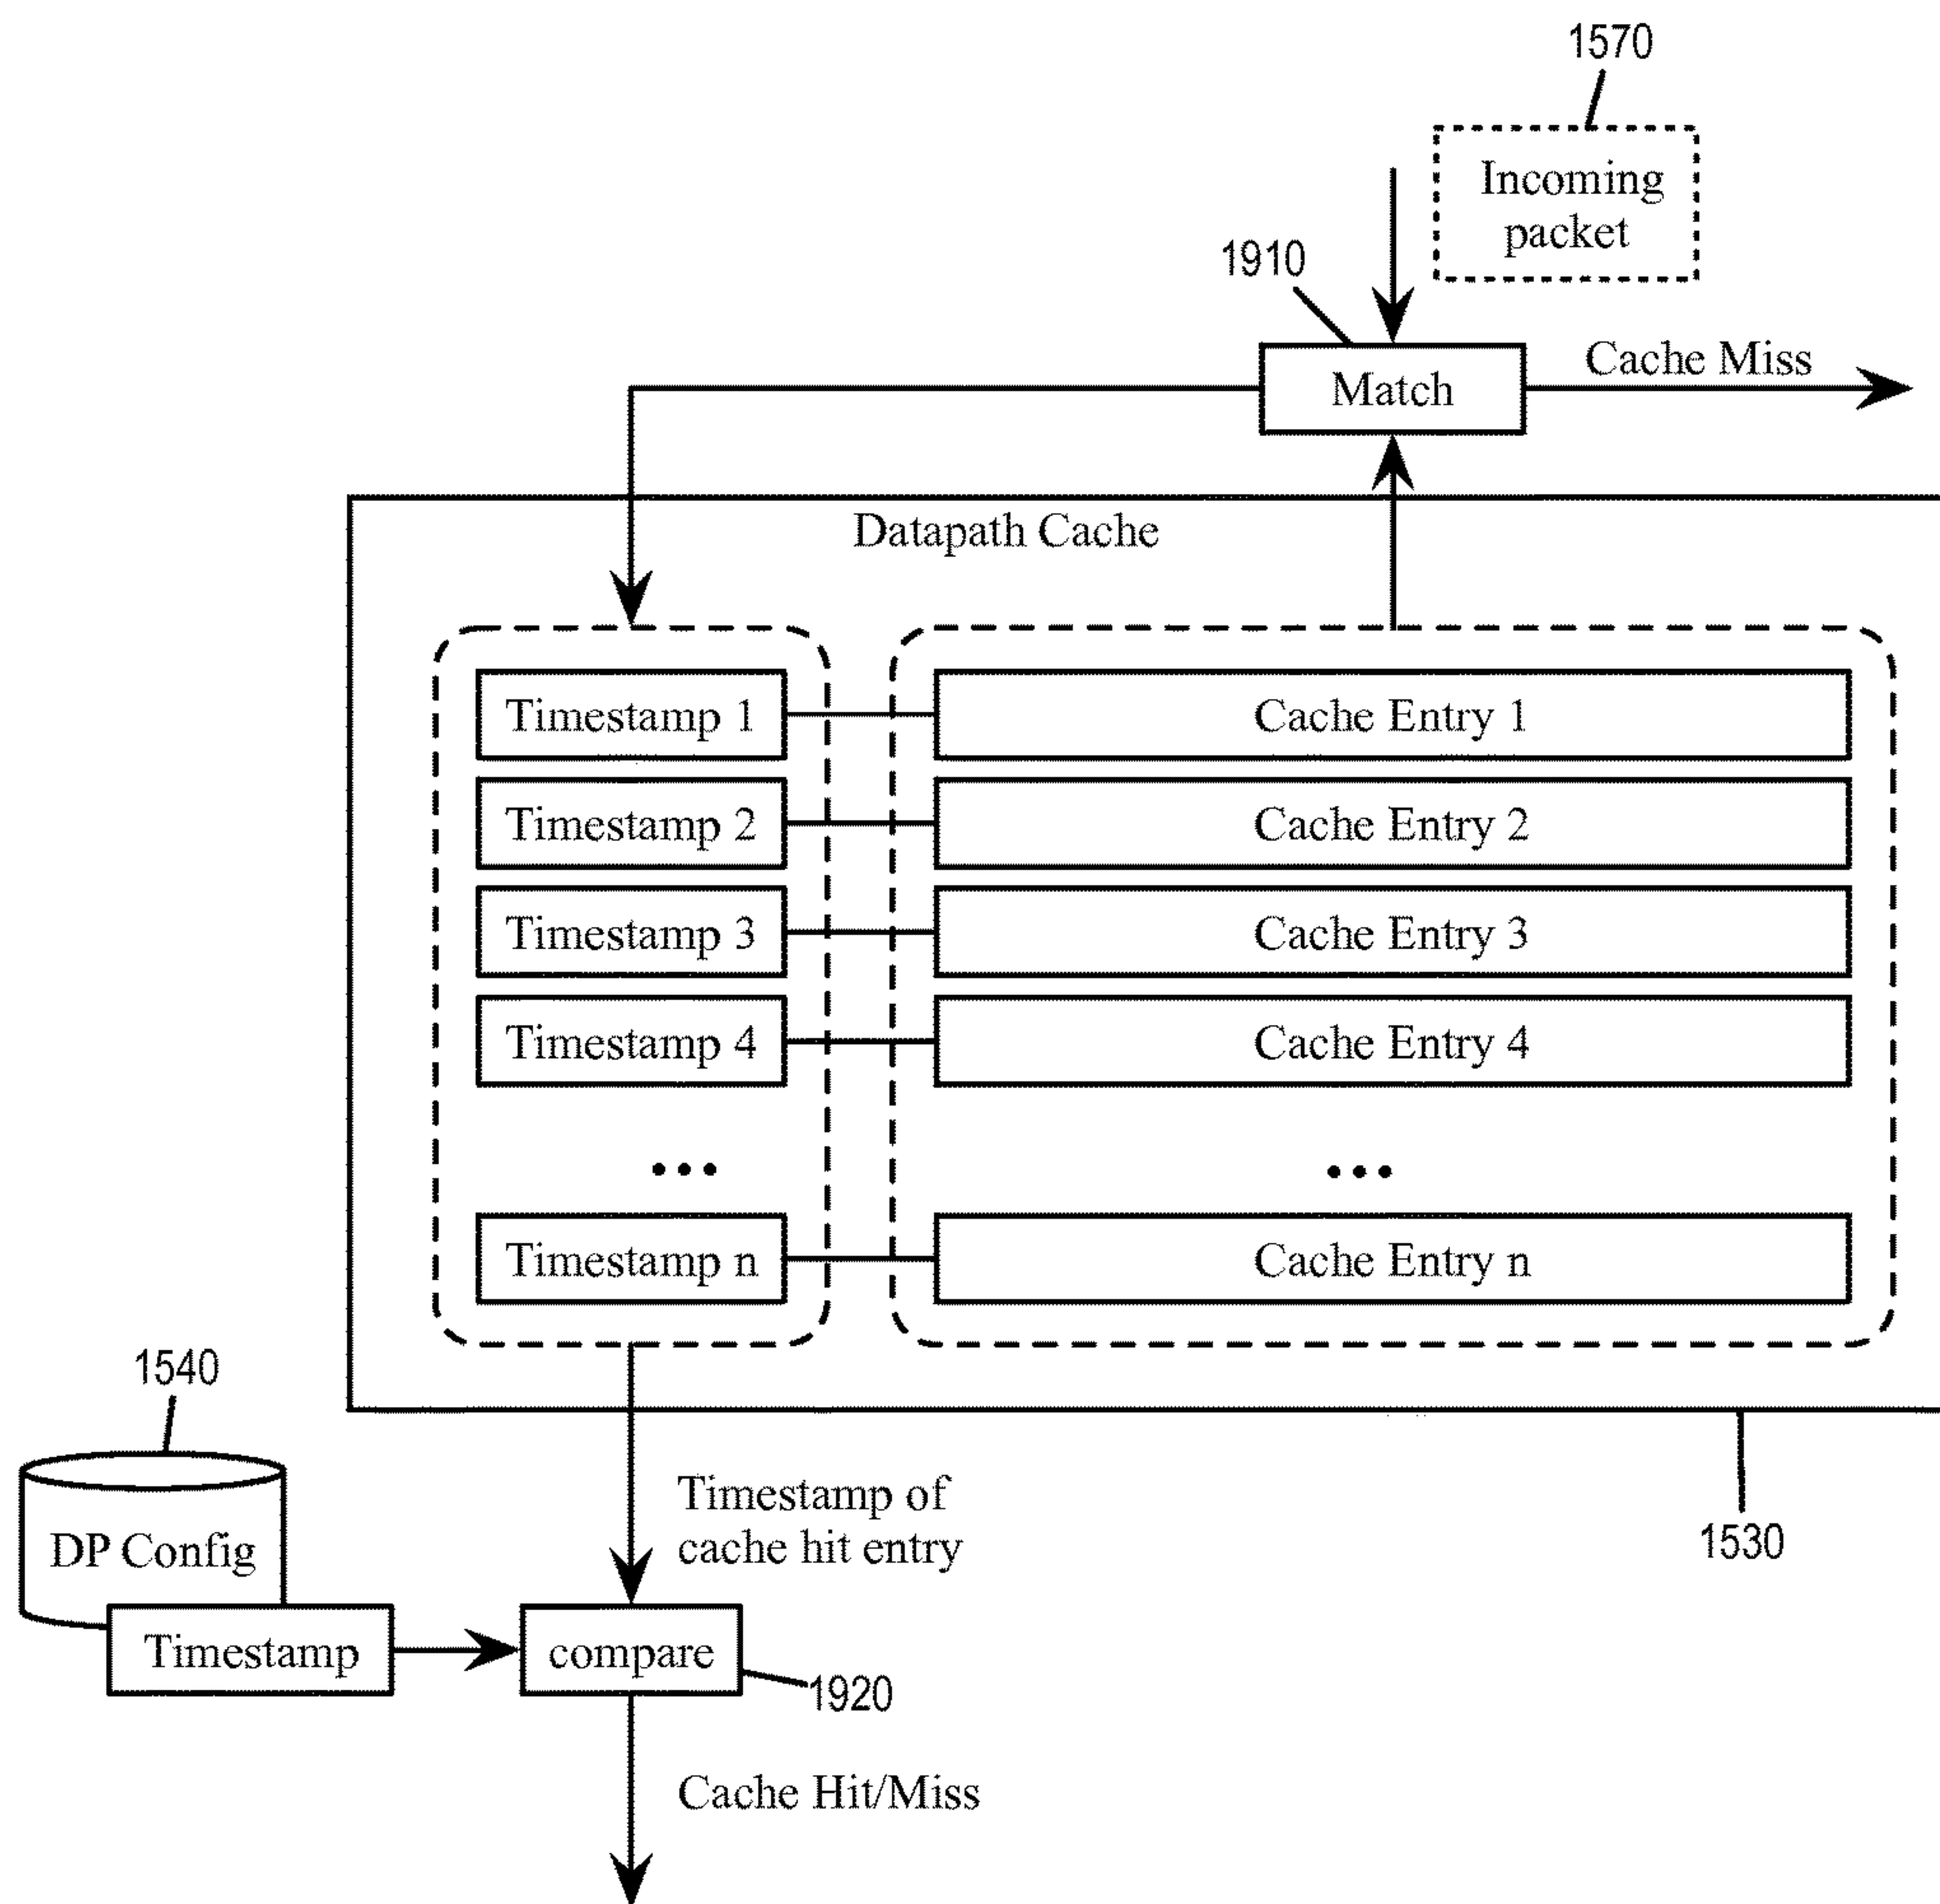 1570
Incoming
packet
1910
Match
Cache Miss
Datapath Cache
Timestamp 1
Cache Entry 1
Timestamp 2
Cache Entry 2
Timestamp 3
Cache Entry 3
Timestamp 4
Cache Entry 4
...
...
Timestamp n
Cache Entry n
1540
DP Config
Timestamp
Timestamp of
cache hit entry
1530
compare
1920
Cache Hit/Miss